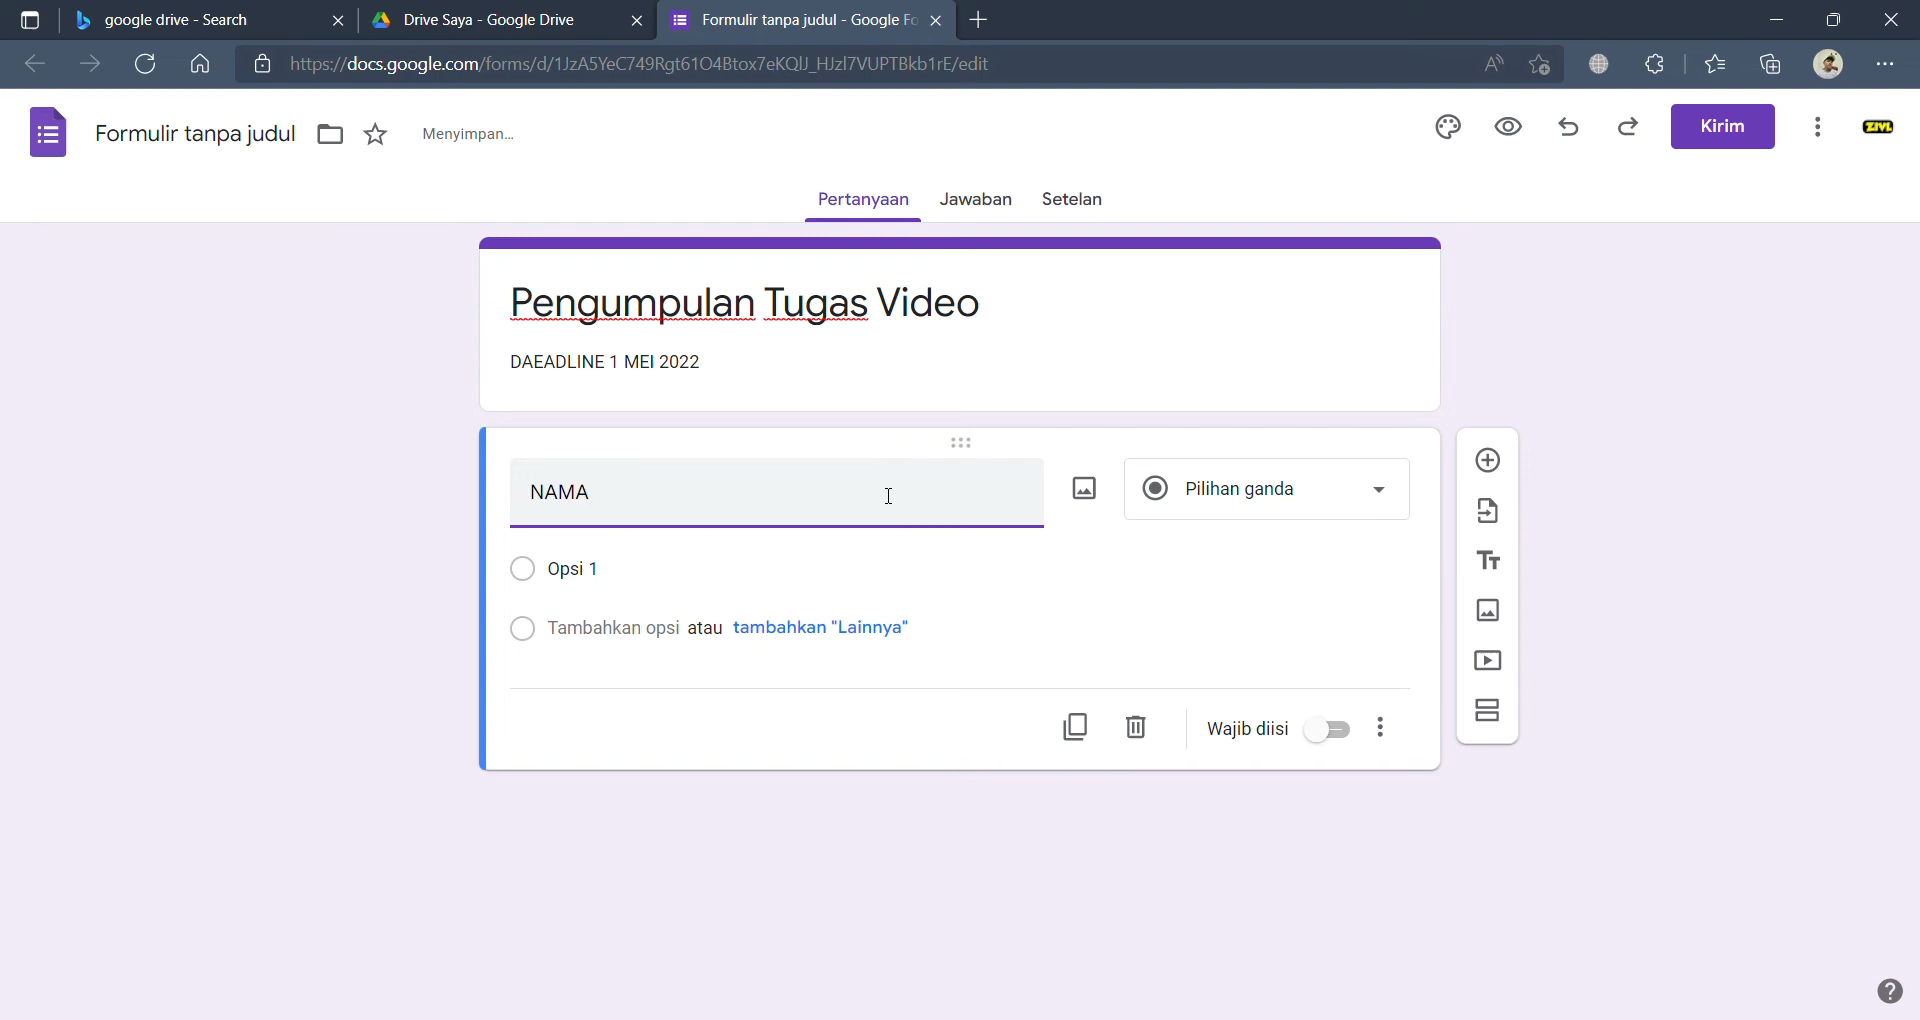 google drive - Search
Drive Saya - Google Drive
Formulir tanpa judul - Google Fo
https://docs.google.com/forms/d/1JzA5YeC749Rgt61O4Btox7eKQlJ_HJzl7VUPTBkb1rE/edit
Formulir tanpa judul
Menyimpan...
Kirim
ZIVL
Pertanyaan
Jawaban
Setelan
Pengumpulan Tugas Video
DAEADLINE 1 MEI 2022
NAMA
Pilihan ganda
Opsi 1
Tambahkan opsi atau tambahkan "Lainnya"
Wajib diisi